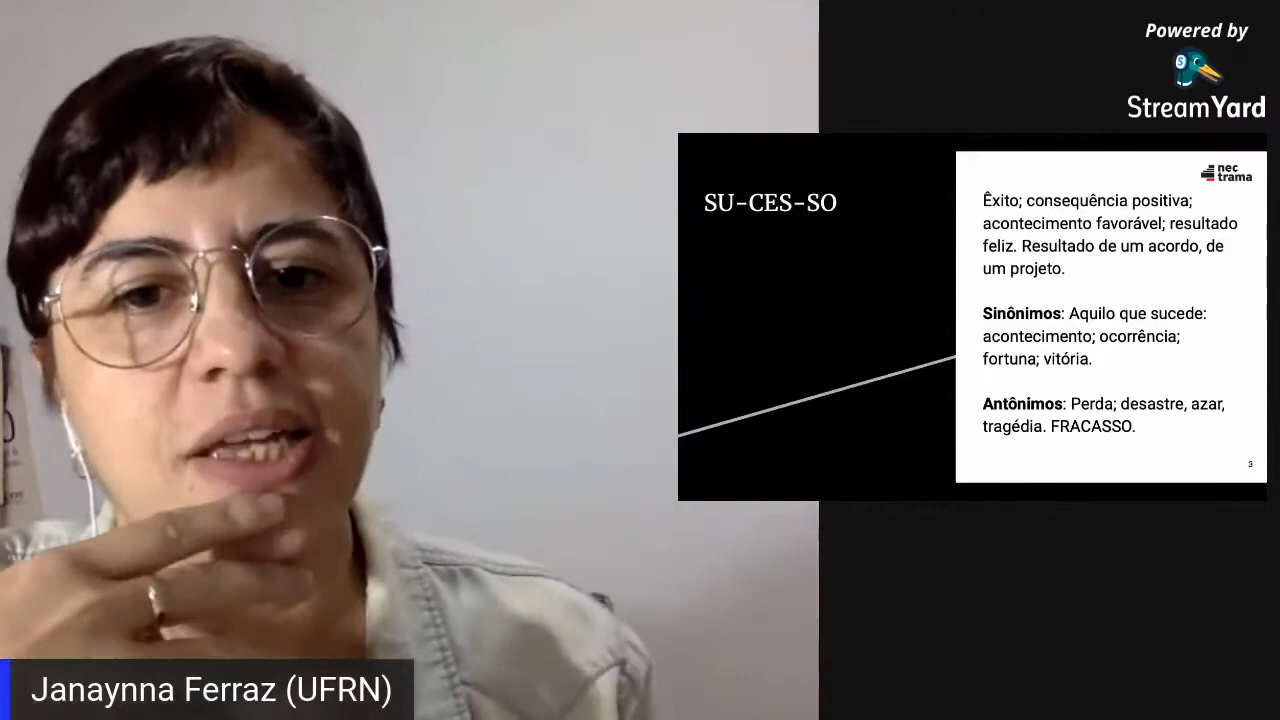 Powered by
StreamYard
SU-CES-SO
nec
trama
Êxito; consequência positiva;
acontecimento favorável; resultado
feliz. Resultado de um acordo, de
um projeto.
Sinônimos: Aquilo que sucede:
acontecimento; ocorrência;
fortuna; vitória.
Antônimos: Perda; desastre, azar,
tragédia. FRACASSO.
3
Janaynna Ferraz (UFRN)